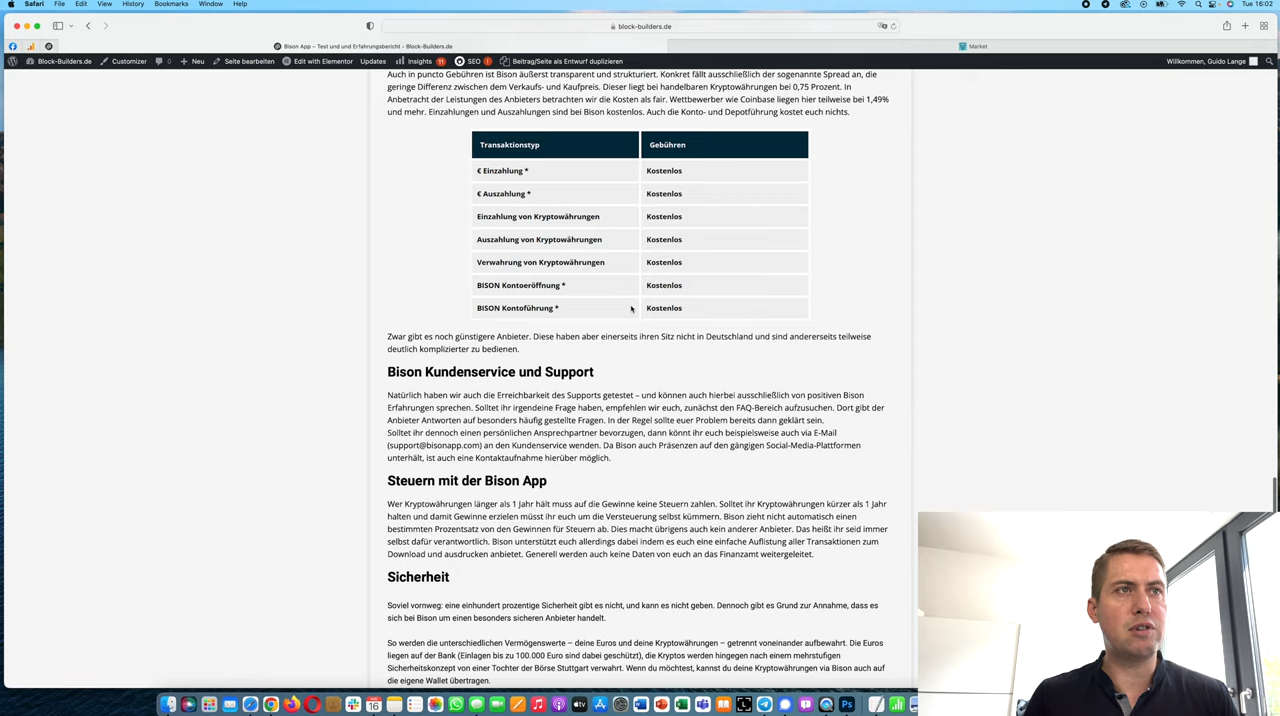 Safari File Edit View History Bookmarks Window Help Tue 16:02
block-builders.de
Bison App – Test und und Erfahrungsbericht – Block-Builders.de Market
Block-Builders.de Customizer 0 Neu Seite bearbeiten Edit with Elementor Updates Insights 11 SEO ! Beitrag/Seite als Entwurf duplizieren Willkommen, Guido Lange
Auch in puncto Gebühren ist Bison äußerst transparent und strukturiert. Konkret fällt ausschließlich der sogenannte Spread an, die
geringe Differenz zwischen dem Verkaufs- und Kaufpreis. Dieser liegt bei handelbaren Kryptowährungen bei 0,75 Prozent. In
Anbetracht der Leistungen des Anbieters betrachten wir die Kosten als fair. Wettbewerber wie Coinbase liegen hier teilweise bei 1,49%
und mehr. Einzahlungen und Auszahlungen sind bei Bison kostenlos. Auch die Konto- und Depotführung kostet euch nichts.
Transaktionstyp Gebühren
€ Einzahlung * Kostenlos
€ Auszahlung * Kostenlos
Einzahlung von Kryptowährungen Kostenlos
Auszahlung von Kryptowährungen Kostenlos
Verwahrung von Kryptowährungen Kostenlos
BISON Kontoeröffnung * Kostenlos
BISON Kontoführung * Kostenlos
Zwar gibt es noch günstigere Anbieter. Diese haben aber einerseits ihren Sitz nicht in Deutschland und sind andererseits teilweise
deutlich komplizierter zu bedienen.
Bison Kundenservice und Support
Natürlich haben wir auch die Erreichbarkeit des Supports getestet – und können auch hierbei ausschließlich von positiven Bison
Erfahrungen sprechen. Solltet ihr irgendeine Frage haben, empfehlen wir euch, zunächst den FAQ-Bereich aufzusuchen. Dort gibt der
Anbieter Antworten auf besonders häufig gestellte Fragen. In der Regel sollte euer Problem bereits dann geklärt sein.
Solltet ihr dennoch einen persönlichen Ansprechpartner bevorzugen, dann könnt ihr euch beispielsweise auch via E-Mail
(support@bisonapp.com) an den Kundenservice wenden. Da Bison auch Präsenzen auf den gängigen Social-Media-Plattformen
unterhält, ist auch eine Kontaktaufnahme hierüber möglich.
Steuern mit der Bison App
Wer Kryptowährungen länger als 1 Jahr hält muss auf die Gewinne keine Steuern zahlen. Solltet ihr Kryptowährungen kürzer als 1 Jahr
halten und damit Gewinne erzielen müsst ihr euch um die Versteuerung selbst kümmern. Bison zieht nicht automatisch einen
bestimmten Prozentsatz von den Gewinnen für Steuern ab. Dies macht übrigens auch kein anderer Anbieter. Das heißt ihr seid immer
selbst dafür verantwortlich. Bison unterstützt euch allerdings dabei indem es euch eine einfache Auflistung aller Transaktionen zum
Download und ausdrucken anbietet. Generell werden auch keine Daten von euch an das Finanzamt weitergeleitet.
Sicherheit
Soviel vornweg: eine einhundert prozentige Sicherheit gibt es nicht, und kann es nicht geben. Dennoch gibt es Grund zur Annahme, dass es
sich bei Bison um einen besonders sicheren Anbieter handelt.
So werden die unterschiedlichen Vermögenswerte – deine Euros und deine Kryptowährungen – getrennt voneinander aufbewahrt. Die Euros
liegen auf der Bank (Einlagen bis zu 100.000 Euro sind dabei geschützt), die Kryptos werden hingegen nach einem mehrstufigen
Sicherheitskonzept von einer Tochter der Börse Stuttgart verwahrt. Wenn du möchtest, kannst du deine Kryptowährungen via Bison auch auf
die eigene Wallet übertragen.